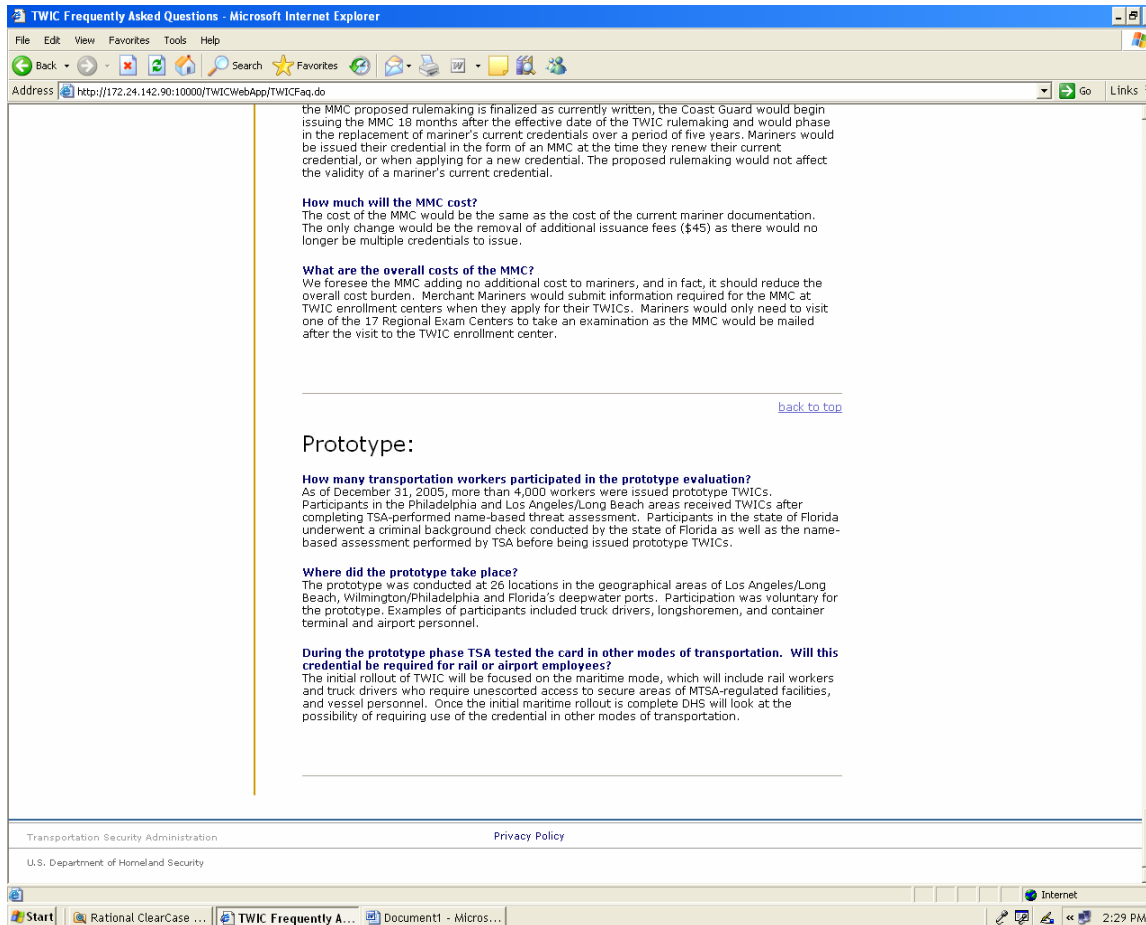 TWIC Frequently Asked Questions - Microsoft Internet Explorer
File Edit View Favorites Tools Help
Back Search Favorites
Address http://172.24.142.90:10000/TWICWebApp/TWICFaq.do Go Links
the MMC proposed rulemaking is finalized as currently written, the Coast Guard would begin
issuing the MMC 18 months after the effective date of the TWIC rulemaking and would phase
in the replacement of mariner's current credentials over a period of five years. Mariners would
be issued their credential in the form of an MMC at the time they renew their current
credential, or when applying for a new credential. The proposed rulemaking would not affect
the validity of a mariner's current credential.
How much will the MMC cost?
The cost of the MMC would be the same as the cost of the current mariner documentation.
The only change would be the removal of additional issuance fees ($45) as there would no
longer be multiple credentials to issue.
What are the overall costs of the MMC?
We foresee the MMC adding no additional cost to mariners, and in fact, it should reduce the
overall cost burden.  Merchant Mariners would submit information required for the MMC at
TWIC enrollment centers when they apply for their TWICs.  Mariners would only need to visit
one of the 17 Regional Exam Centers to take an examination as the MMC would be mailed
after the visit to the TWIC enrollment center.
back to top
Prototype:
How many transportation workers participated in the prototype evaluation?
As of December 31, 2005, more than 4,000 workers were issued prototype TWICs.
Participants in the Philadelphia and Los Angeles/Long Beach areas received TWICs after
completing TSA-performed name-based threat assessment.  Participants in the state of Florida
underwent a criminal background check conducted by the state of Florida as well as the name-
based assessment performed by TSA before being issued prototype TWICs.
Where did the prototype take place?
The prototype was conducted at 26 locations in the geographical areas of Los Angeles/Long
Beach, Wilmington/Philadelphia and Florida's deepwater ports.  Participation was voluntary for
the prototype. Examples of participants included truck drivers, longshoremen, and container
terminal and airport personnel.
During the prototype phase TSA tested the card in other modes of transportation.  Will this
credential be required for rail or airport employees?
The initial rollout of TWIC will be focused on the maritime mode, which will include rail workers
and truck drivers who require unescorted access to secure areas of MTSA-regulated facilities,
and vessel personnel.  Once the initial maritime rollout is complete DHS will look at the
possibility of requiring use of the credential in other modes of transportation.
Transportation Security Administration Privacy Policy
U.S. Department of Homeland Security
Internet
Start Rational ClearCase ... TWIC Frequently A... Document1 - Micros... 2:29 PM